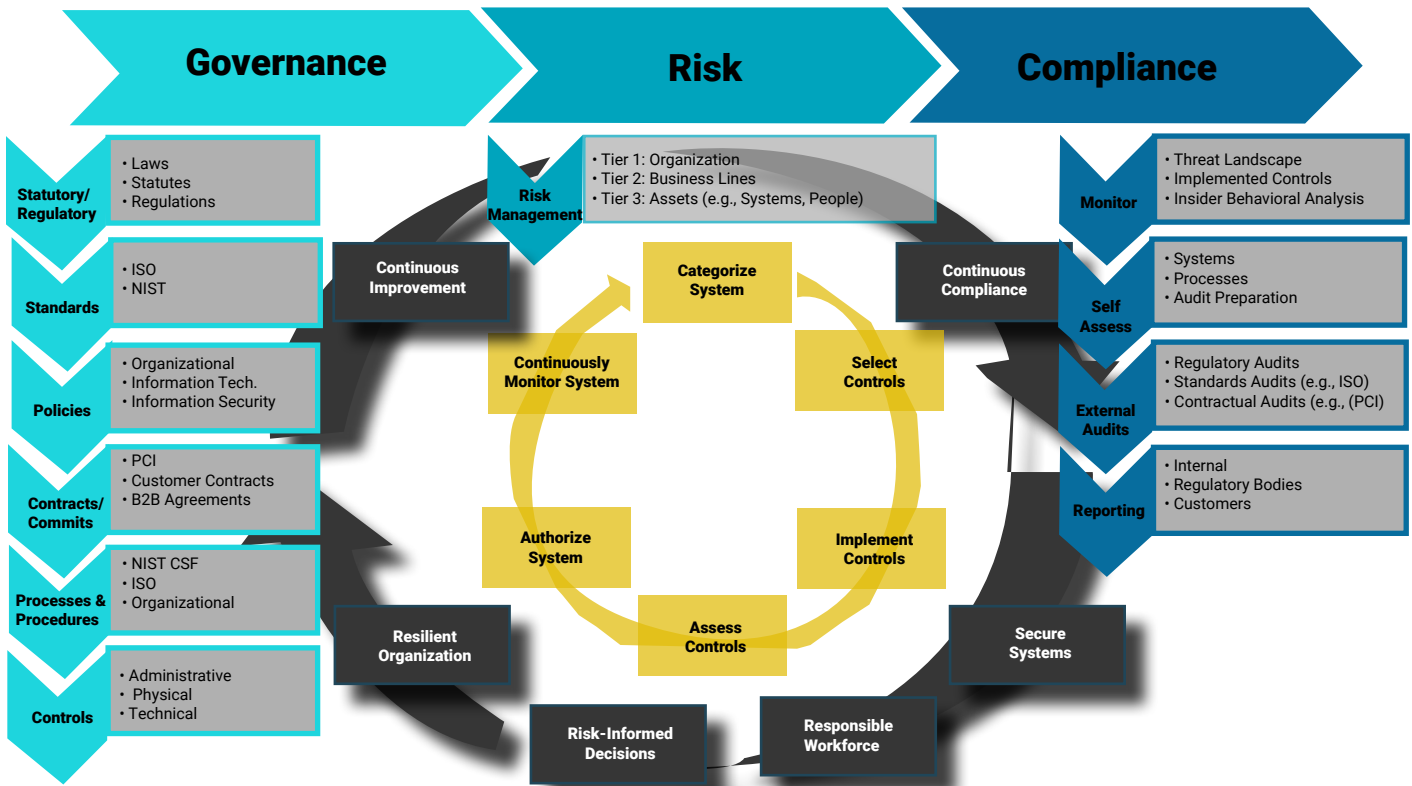 Governance
Risk
Compliance
Statutory/
Regulatory
• Laws
• Statutes
• Regulations
Standards
• ISO
• NIST
Policies
• Organizational
• Information Tech.
• Information Security
Contracts/
Commits
• PCI
• Customer Contracts
• B2B Agreements
Processes &
Procedures
• NIST CSF
• ISO
• Organizational
Controls
• Administrative
• Physical
• Technical
Risk
Management
• Tier 1: Organization
• Tier 2: Business Lines
• Tier 3: Assets (e.g., Systems, People)
Categorize
System
Select
Controls
Implement
Controls
Assess
Controls
Authorize
System
Continuously
Monitor System
Continuous
Improvement
Continuous
Compliance
Secure
Systems
Responsible
Workforce
Risk-Informed
Decisions
Resilient
Organization
Monitor
• Threat Landscape
• Implemented Controls
• Insider Behavioral Analysis
Self
Assess
• Systems
• Processes
• Audit Preparation
External
Audits
• Regulatory Audits
• Standards Audits (e.g., ISO)
• Contractual Audits (e.g., (PCI)
Reporting
• Internal
• Regulatory Bodies
• Customers